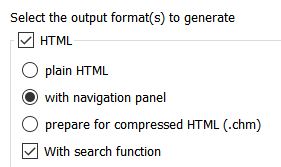 Select the output format(s) to generate
HTML
plain HTML
with navigation panel
prepare for compressed HTML (.chm)
With search function